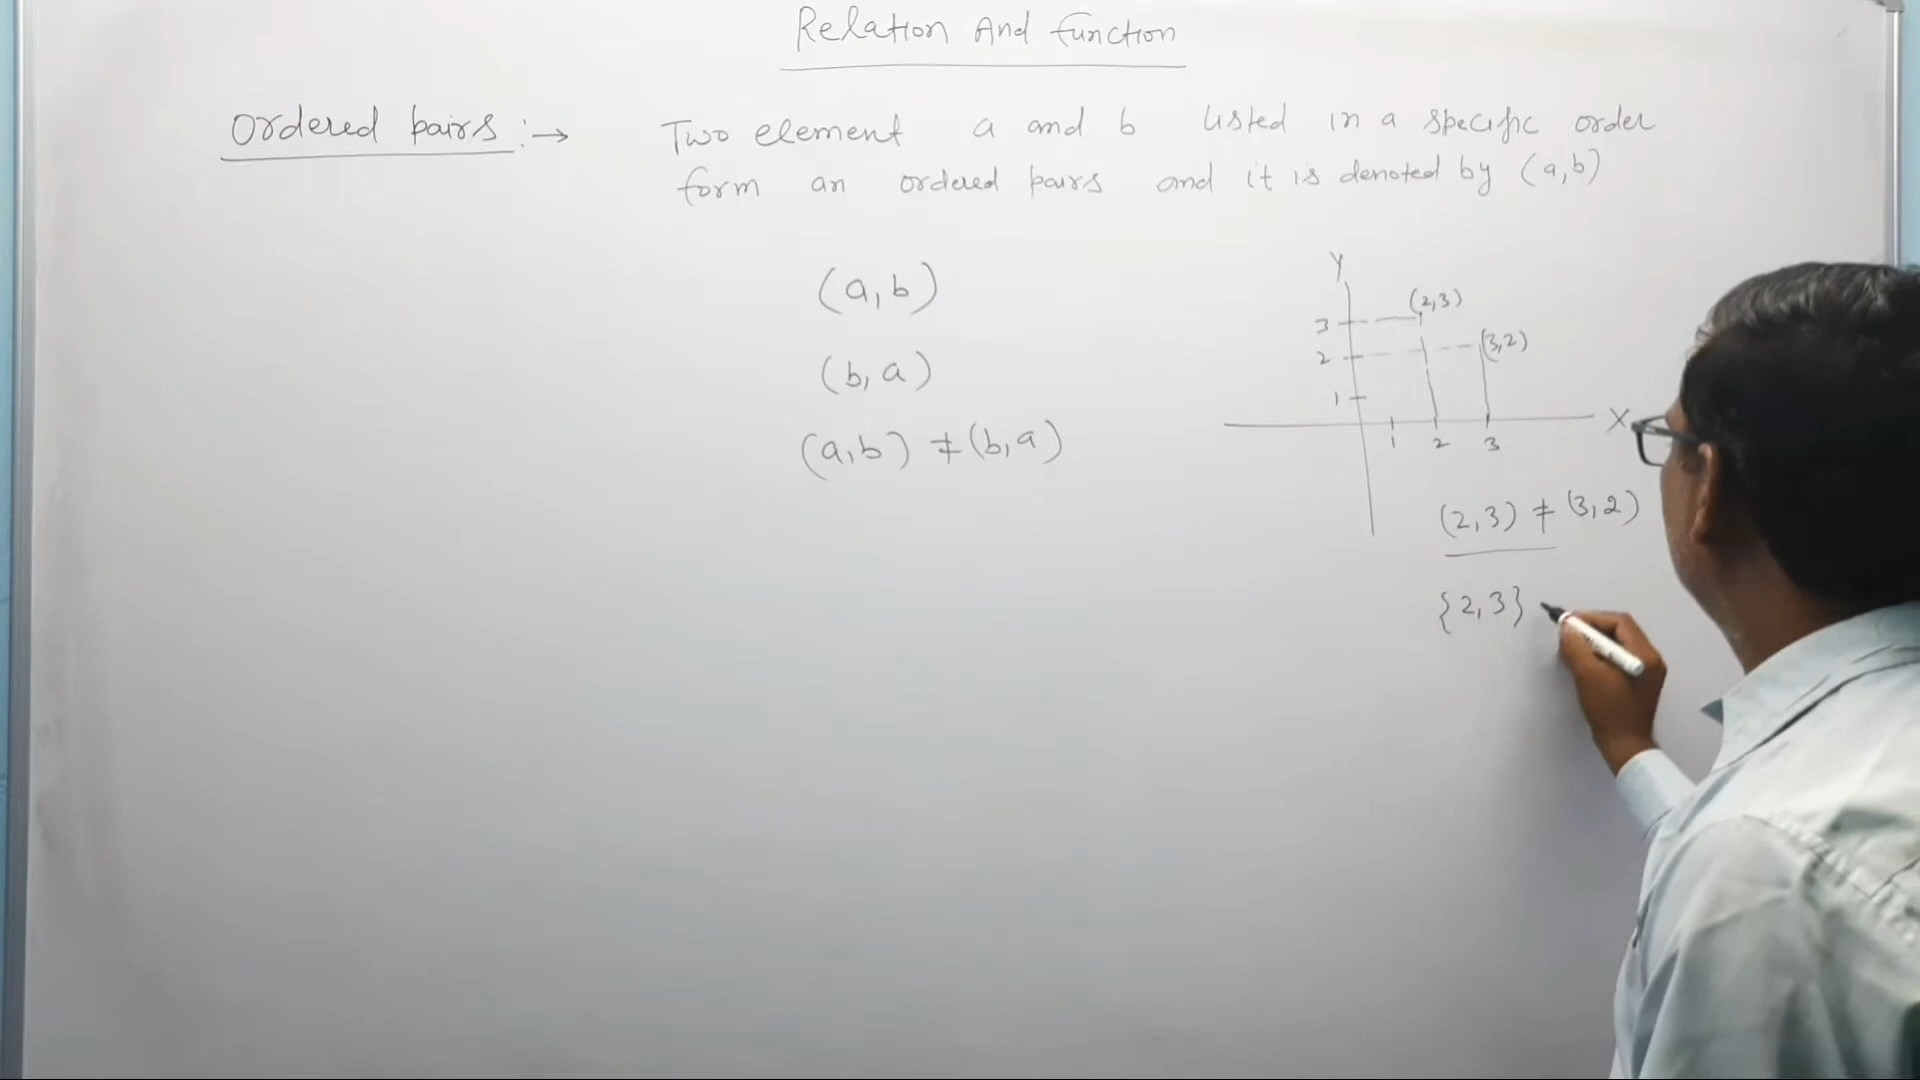 Relation And function
Ordered pairs :→ Two element a and b listed in a specific order
form an ordered pairs and it is denoted by (a,b)
(a,b)
(b, a)
(a,b) ≠ (b,a)
Y
3
2
1
(2,3)
(3,2)
X
1 2 3
(2,3) ≠ (3,2)
{2,3}